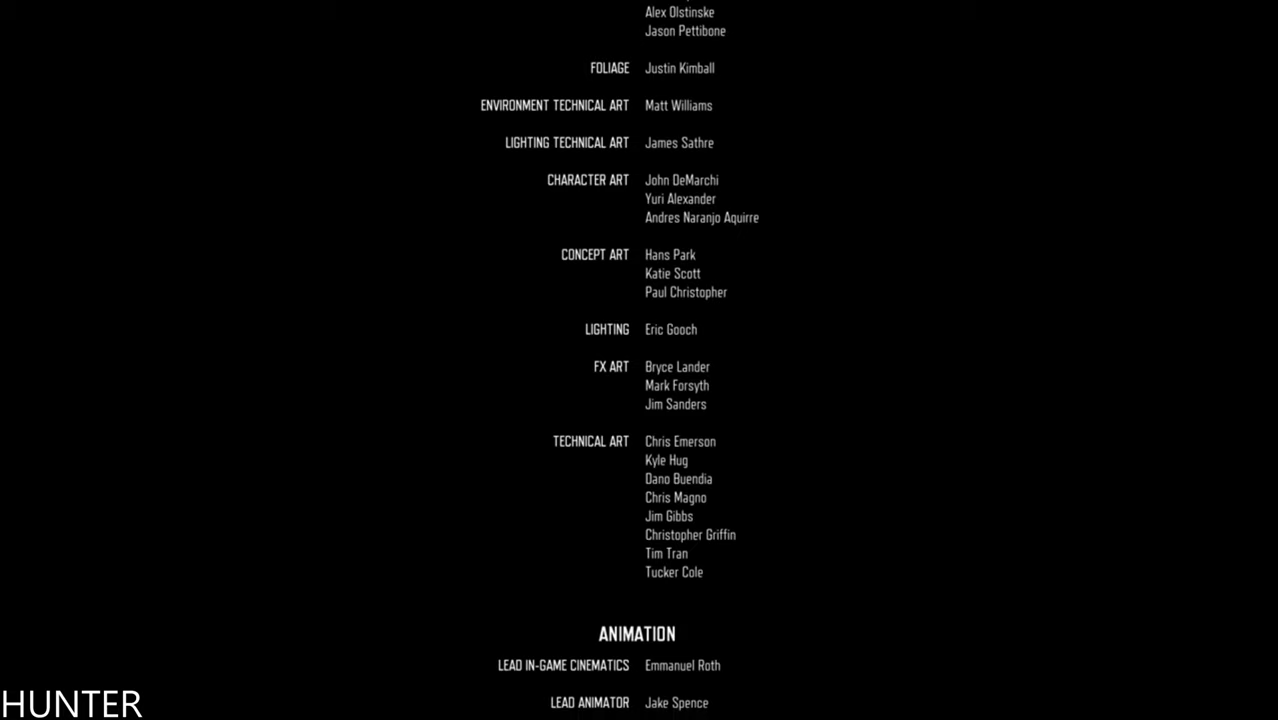 Alex Olstinske
Jason Pettibone
FOLIAGE Justin Kimball
ENVIRONMENT TECHNICAL ART Matt Williams
LIGHTING TECHNICAL ART James Sathre
CHARACTER ART John DeMarchi
Yuri Alexander
Andres Naranjo Aquirre
CONCEPT ART Hans Park
Katie Scott
Paul Christopher
LIGHTING Eric Gooch
FX ART Bryce Lander
Mark Forsyth
Jim Sanders
TECHNICAL ART Chris Emerson
Kyle Hug
Dano Buendia
Chris Magno
Jim Gibbs
Christopher Griffin
Tim Tran
Tucker Cole
ANIMATION
LEAD IN-GAME CINEMATICS Emmanuel Roth
LEAD ANIMATOR Jake Spence
HUNTER